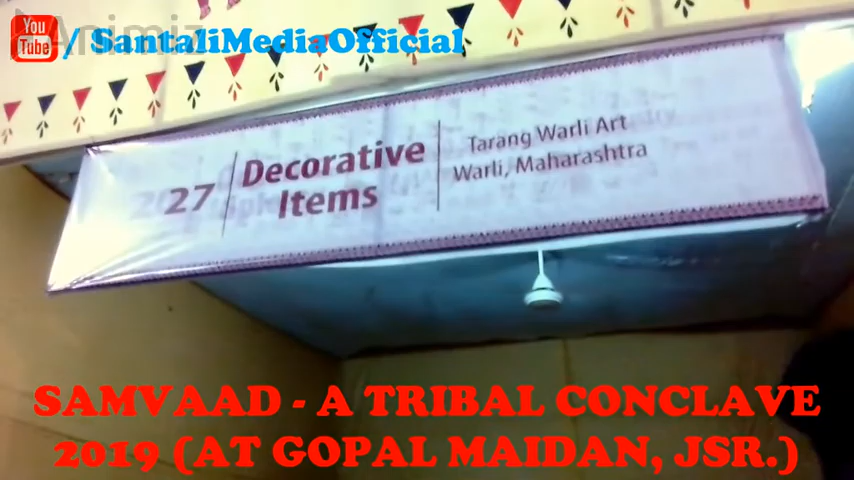 You
Tube / SantaliMediaOfficial
Animiz
27
Decorative
Items
Tarang Warli Art
Warli, Maharashtra
SAMVAAD - A TRIBAL CONCLAVE
2019 (AT GOPAL MAIDAN, JSR.)